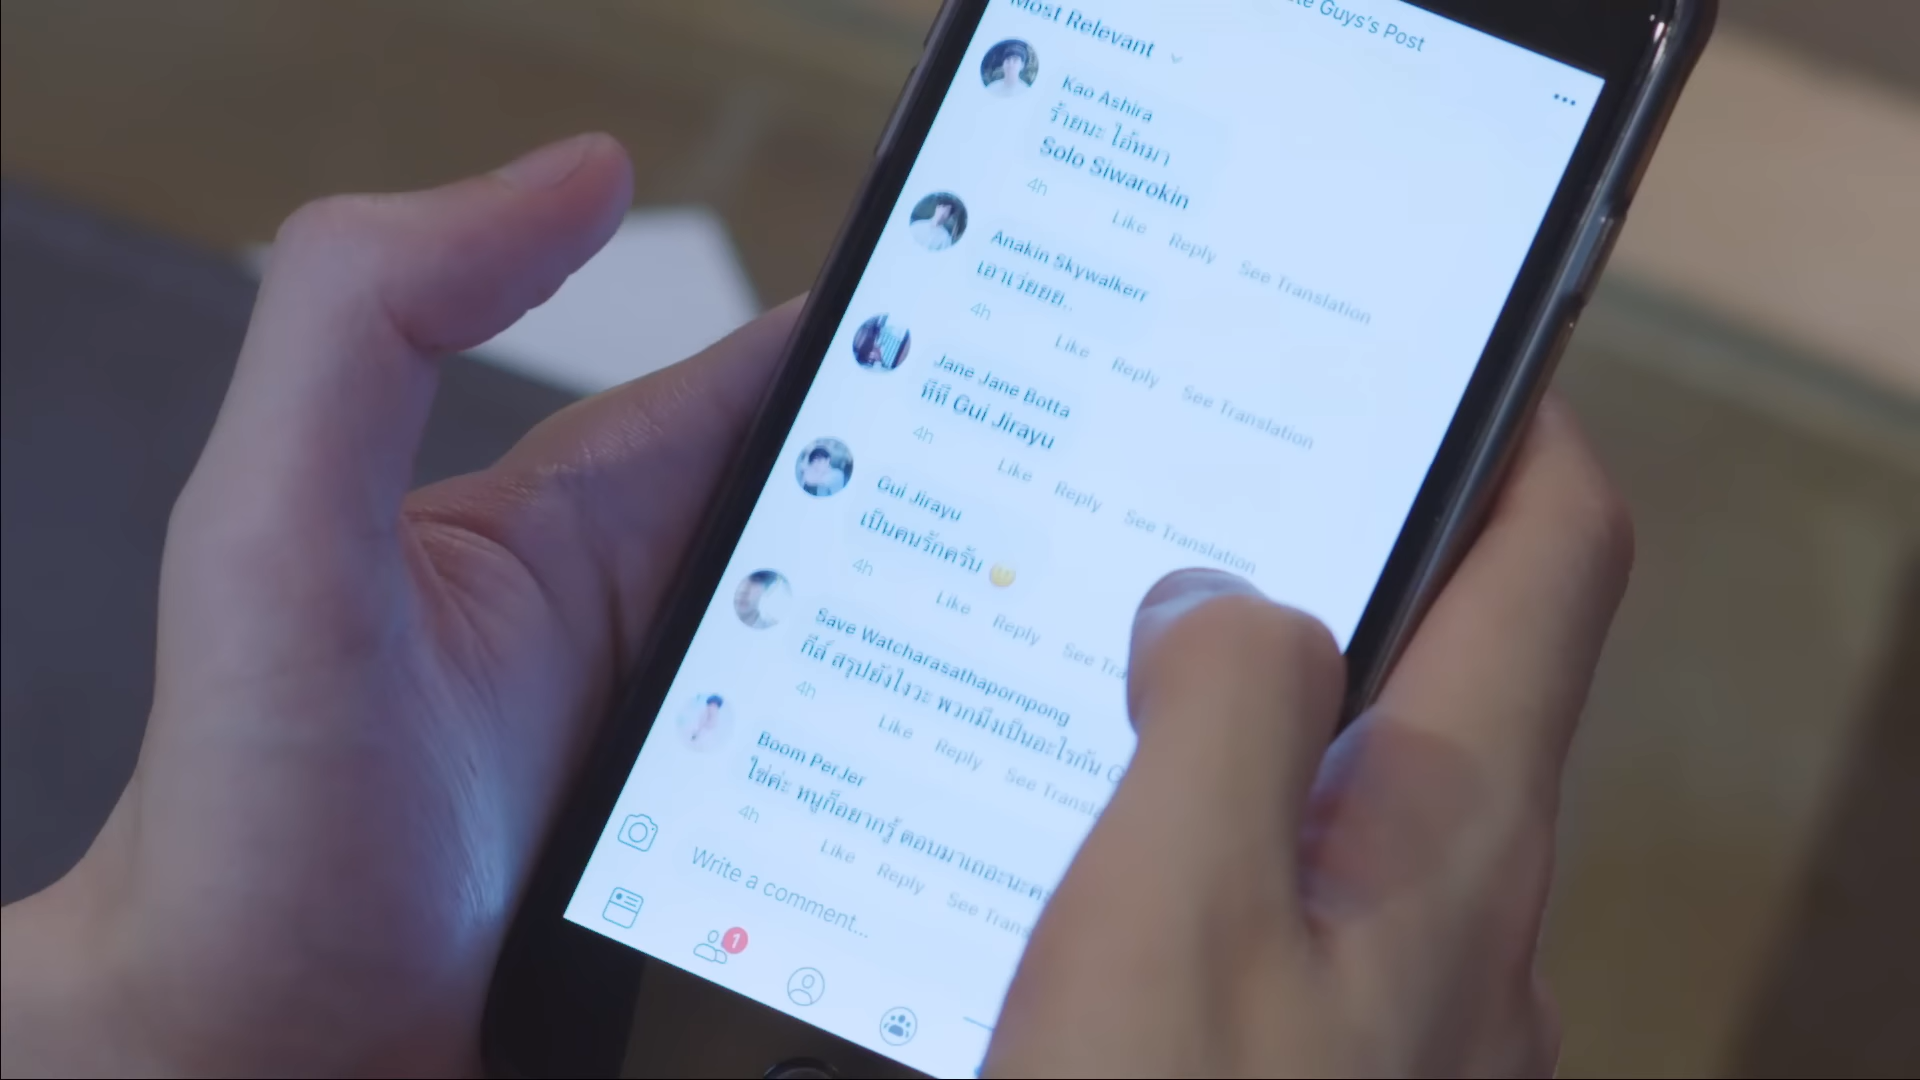 Guys's Post
Most Relevant
Kao Ashira
ร้ายนะ ไอ้หมา
Solo Siwarokin
4h Like Reply See Translation
Anakin Skywalkerr
เอาเว่ยยย..
4h Like Reply See Translation
Jane Jane Botta
หึหึ Gui Jirayu
4h Like Reply See Translation
Gui Jirayu
เป็นคนรักครับ
4h Like Reply See
Save Watcharasathapornpong
กีส์ สรุปยังไงวะ พวกมึงเป็นอะไรกัน G
4h Like Reply See
Boom PerJer
ใช่ค่ะ หนูก็อยากรู้ ตอบมาเถอะนะคะ
4h Like Reply See
Write a comment...
1